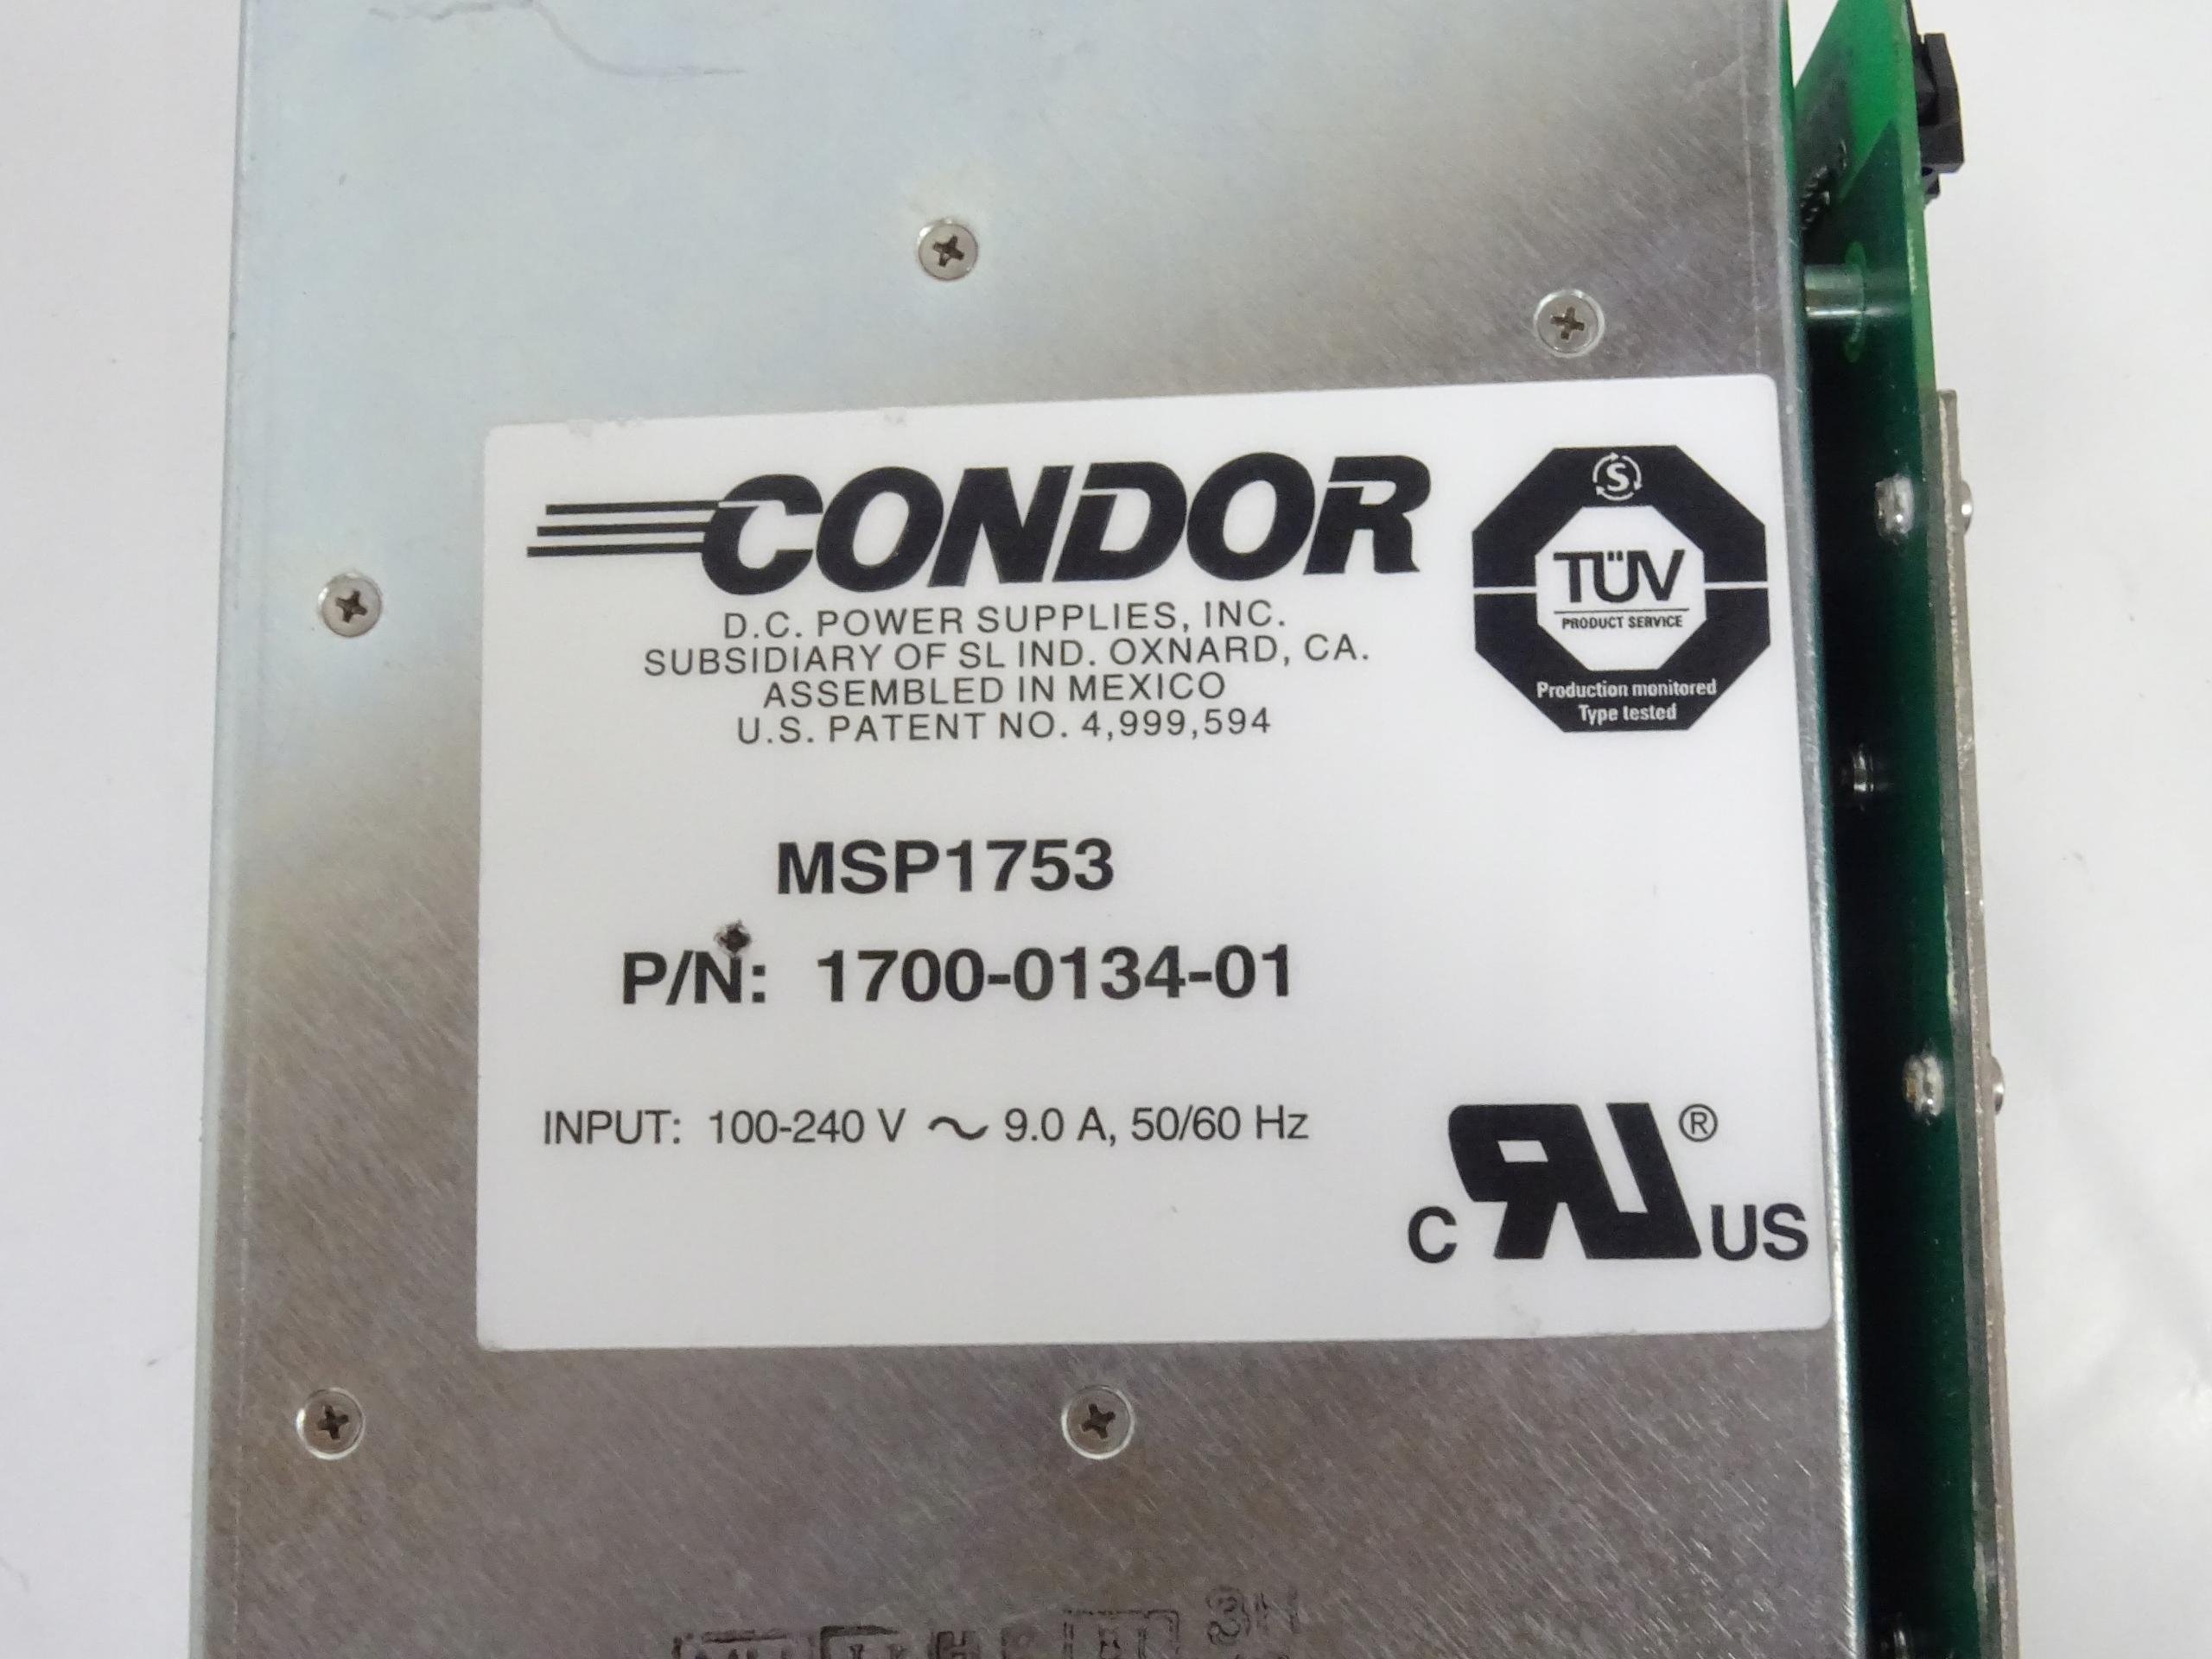 CONDOR
D.C. POWER SUPPLIES, INC.
SUBSIDIARY OF SL IND. OXNARD, CA.
ASSEMBLED IN MEXICO
U.S. PATENT NO. 4,999,594
S
TÜV
PRODUCT SERVICE
Production monitored
Type tested
MSP1753
P/N: 1700-0134-01
INPUT: 100-240 V ~ 9.0 A, 50/60 Hz
C RU ® US